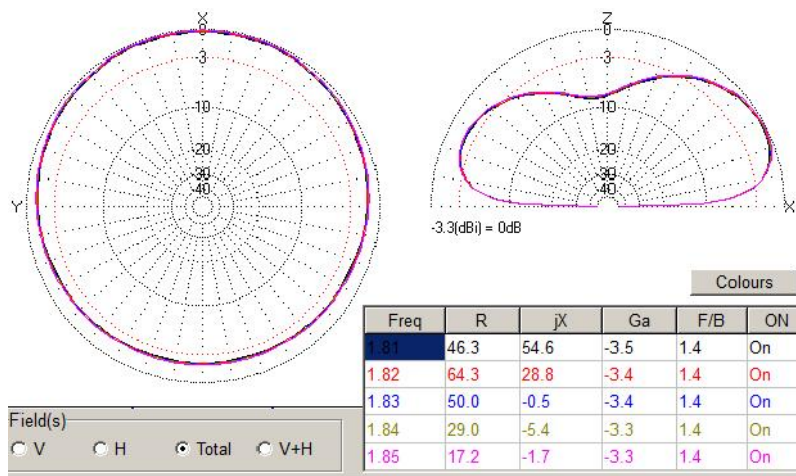 X
0
3
10
20
30
40
Y
Z
0
3
10
20
30
40
X
-3.3(dBi) = 0dB
Colours
Freq R jX Ga F/B ON
1.81 46.3 54.6 -3.5 1.4 On
1.82 64.3 28.8 -3.4 1.4 On
1.83 50.0 -0.5 -3.4 1.4 On
1.84 29.0 -5.4 -3.3 1.4 On
1.85 17.2 -1.7 -3.3 1.4 On
Field(s)
V H Total V+H